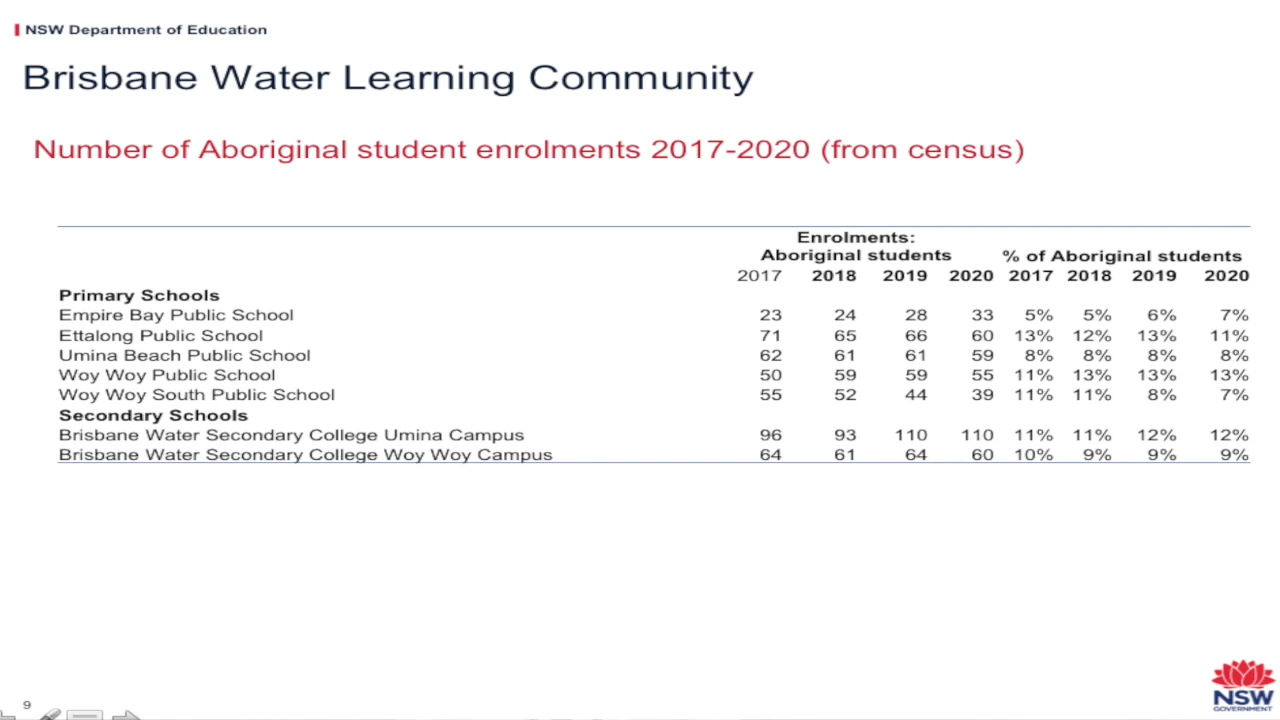 NSW Department of Education
Brisbane Water Learning Community
Number of Aboriginal student enrolments 2017-2020 (from census)
Enrolments:
Aboriginal students % of Aboriginal students
2017 2018 2019 2020 2017 2018 2019 2020
Primary Schools
Empire Bay Public School 23 24 28 33 5% 5% 6% 7%
Ettalong Public School 71 65 66 60 13% 12% 13% 11%
Umina Beach Public School 62 61 61 59 8% 8% 8% 8%
Woy Woy Public School 50 59 59 55 11% 13% 13% 13%
Woy Woy South Public School 55 52 44 39 11% 11% 8% 7%
Secondary Schools
Brisbane Water Secondary College Umina Campus 96 93 110 110 11% 11% 12% 12%
Brisbane Water Secondary College Woy Woy Campus 64 61 64 60 10% 9% 9% 9%
9
NSW
GOVERNMENT